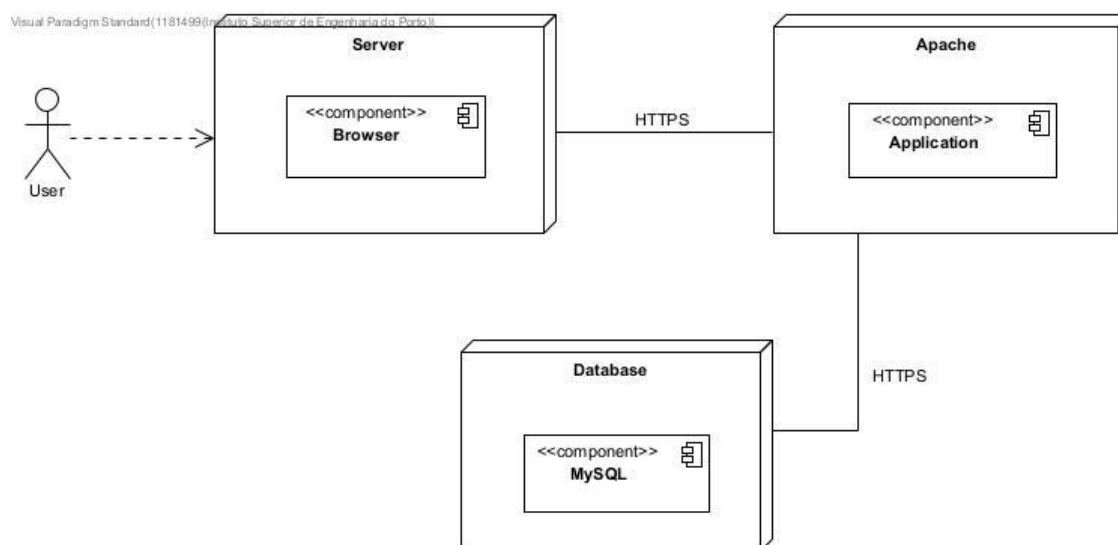 Visual Paradigm Standard(1181499(Instituto Superior de Engenharia do Porto))
Server
<<component>>
Browser
User
HTTPS
Apache
<<component>>
Application
HTTPS
Database
<<component>>
MySQL